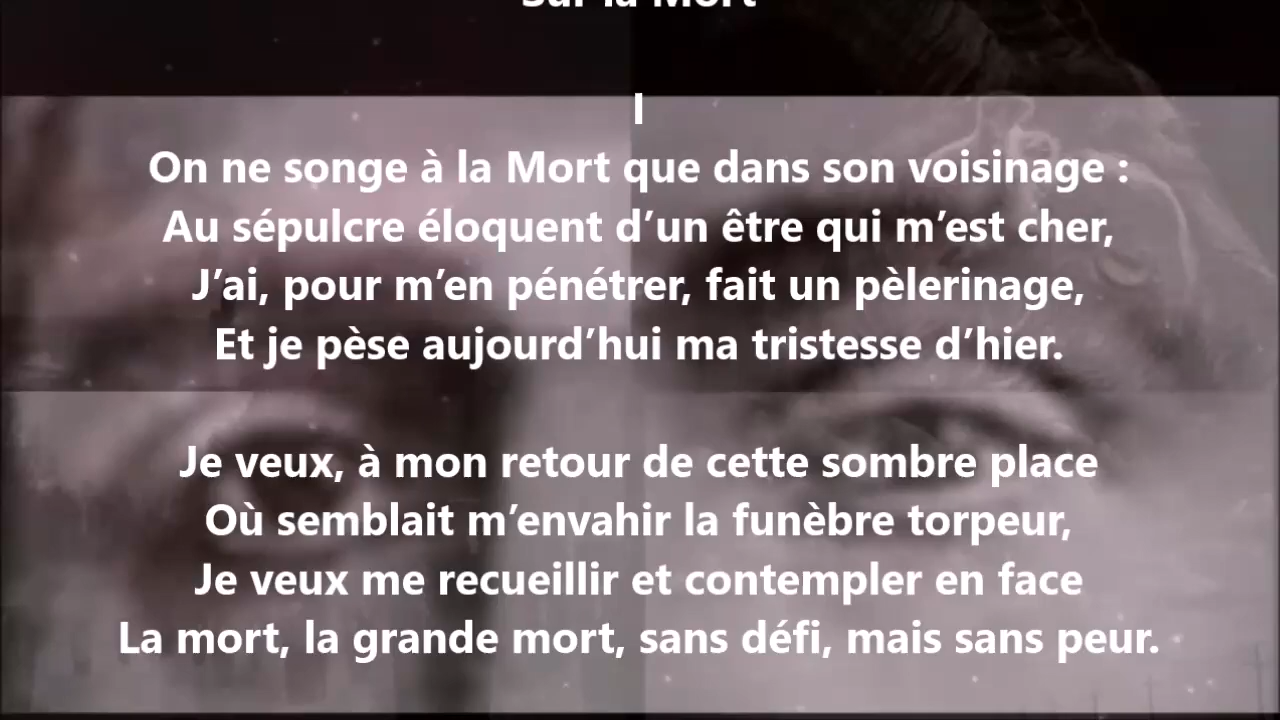 Sur la Mort
I
On ne songe à la Mort que dans son voisinage :
Au sépulcre éloquent d’un être qui m’est cher,
J’ai, pour m’en pénétrer, fait un pèlerinage,
Et je pèse aujourd’hui ma tristesse d’hier.
Je veux, à mon retour de cette sombre place
Où semblait m’envahir la funèbre torpeur,
Je veux me recueillir et contempler en face
La mort, la grande mort, sans défi, mais sans peur.